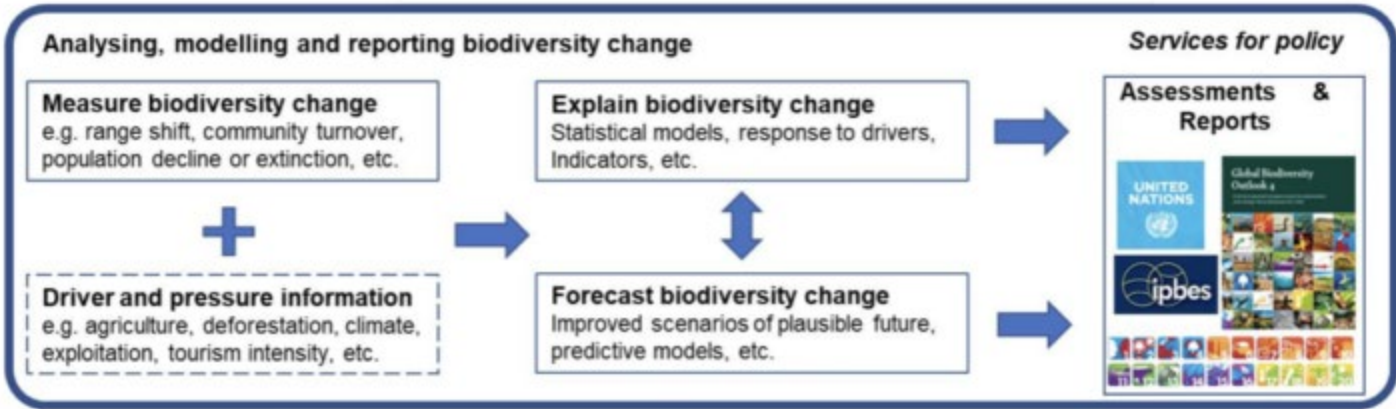 Analysing, modelling and reporting biodiversity change
Services for policy
Measure biodiversity change
e.g. range shift, community turnover,
population decline or extinction, etc.
Explain biodiversity change
Statistical models, response to drivers,
Indicators, etc.
Assessments &
Reports
UNITED
NATIONS
Global Biodiversity
Outlook 4
ipbes
Driver and pressure information
e.g. agriculture, deforestation, climate,
exploitation, tourism intensity, etc.
Forecast biodiversity change
Improved scenarios of plausible future,
predictive models, etc.